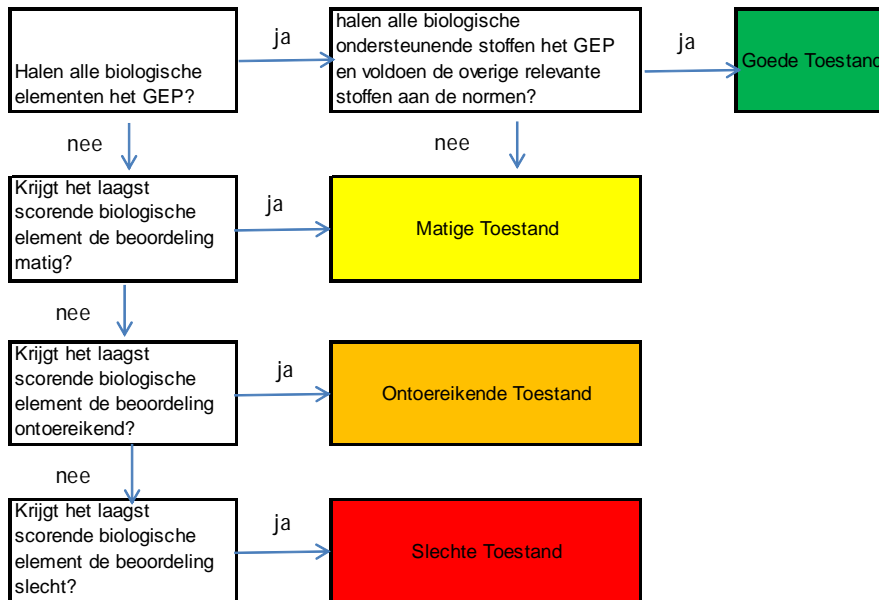 Halen alle biologische
elementen het GEP?
ja
halen alle biologische
ondersteunende stoffen het GEP
en voldoen de overige relevante
stoffen aan de normen?
ja
Goede Toestand
nee
nee
Krijgt het laagst
scorende biologische
element de beoordeling
matig?
ja
Matige Toestand
nee
Krijgt het laagst
scorende biologische
element de beoordeling
ontoereikend?
ja
Ontoereikende Toestand
nee
Krijgt het laagst
scorende biologische
element de beoordeling
slecht?
ja
Slechte Toestand